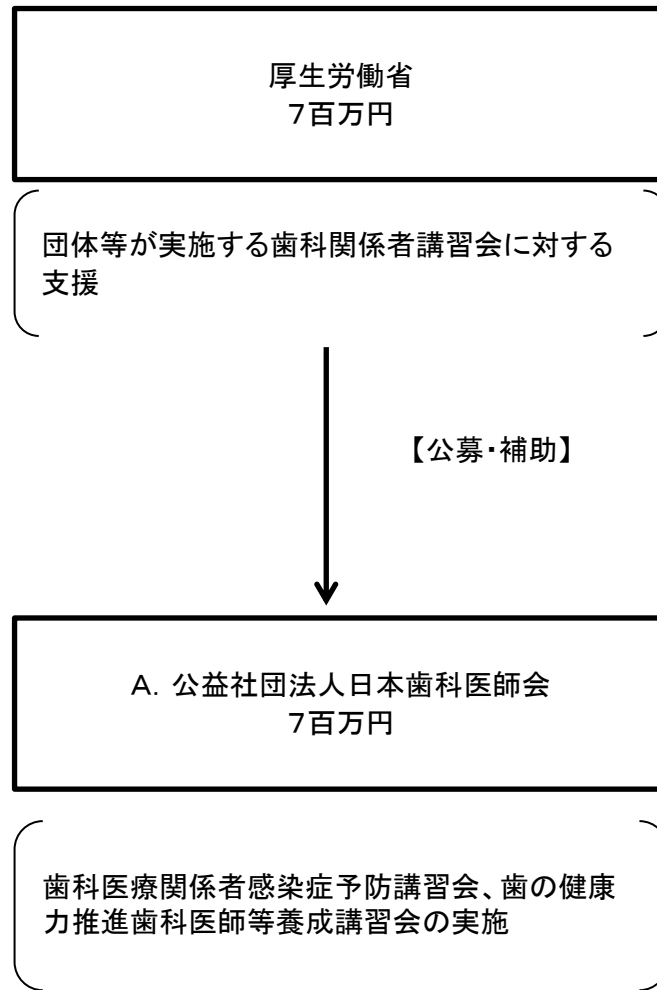 厚生労働省
７百万円
団体等が実施する歯科関係者講習会に対する
支援
【公募・補助】
Ａ．公益社団法人日本歯科医師会
７百万円
歯科医療関係者感染症予防講習会、歯の健康
力推進歯科医師等養成講習会の実施